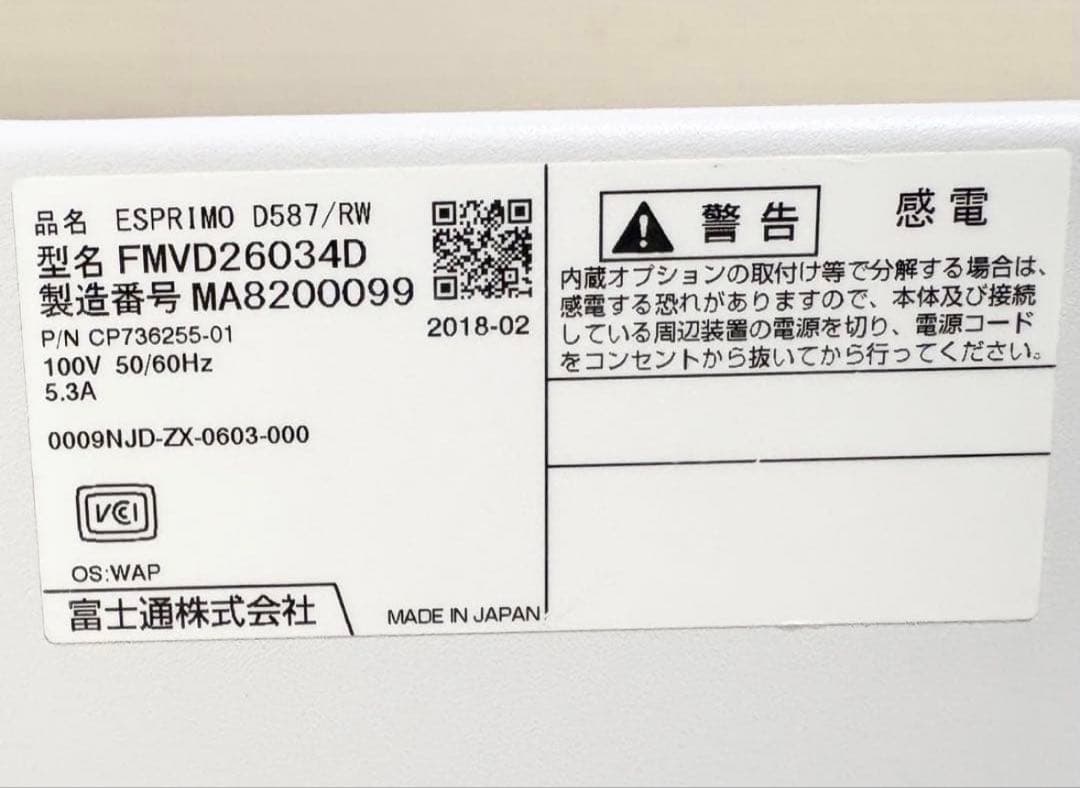 品名 ESPRIMO D587/RW
型名 FMVD26034D
製造番号 MA8200099
2018-02
P/N CP736255-01
100V 50/60Hz
5.3A
0009NJD-ZX-0603-000
VCI
OS:WAP
富士通株式会社
MADE IN JAPAN
警告
感電
内蔵オプションの取付け等で分解する場合は、
感電する恐れがありますので、本体及び接続
している周辺装置の電源を切り、電源コード
をコンセントから抜いてから行ってください。